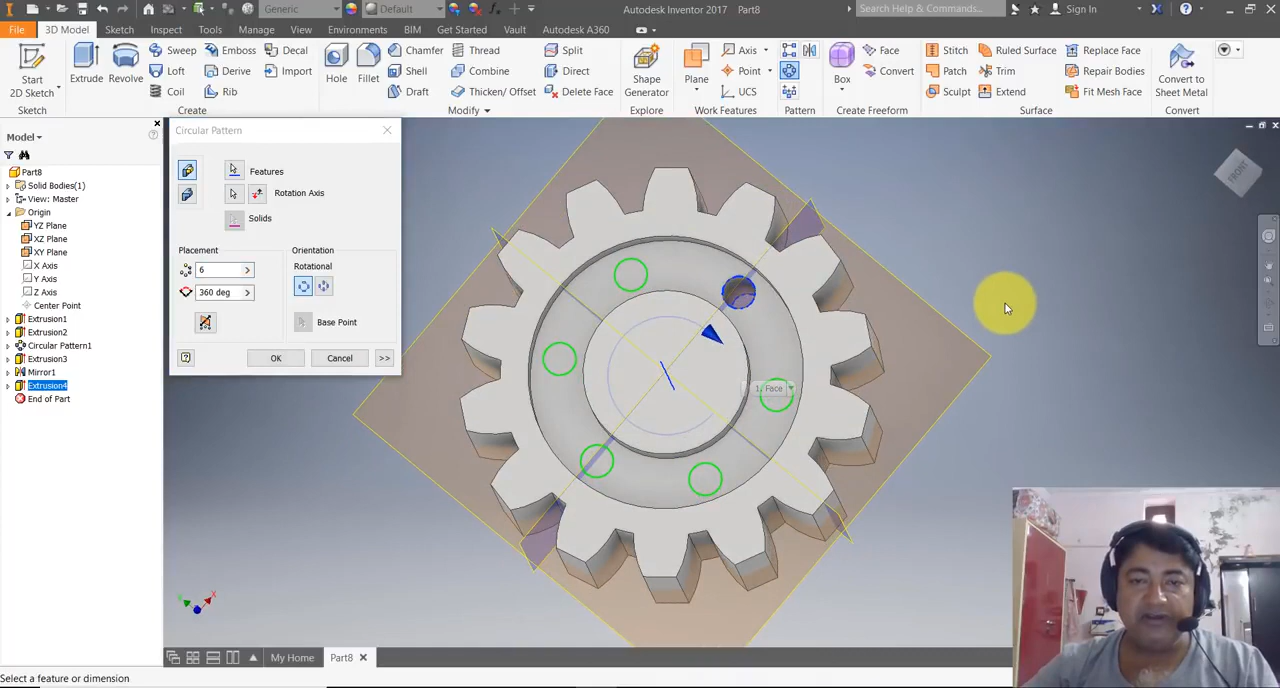 Generic
Default
Autodesk Inventor 2017  Part8
Search Help & Commands...
Sign In
File
3D Model
Sketch
Inspect
Tools
Manage
View
Environments
BIM
Get Started
Vault
Autodesk A360
Start
2D Sketch
Sketch
Extrude
Revolve
Sweep
Loft
Coil
Emboss
Derive
Rib
Decal
Import
Create
Hole
Fillet
Chamfer
Shell
Draft
Thread
Combine
Thicken/ Offset
Split
Direct
Delete Face
Modify
Shape
Generator
Explore
Plane
Axis
Point
UCS
Work Features
Pattern
Box
Face
Convert
Create Freeform
Stitch
Patch
Sculpt
Ruled Surface
Trim
Extend
Replace Face
Repair Bodies
Fit Mesh Face
Surface
Convert to
Sheet Metal
Convert
Model
Part8
Solid Bodies(1)
View: Master
Origin
YZ Plane
XZ Plane
XY Plane
X Axis
Y Axis
Z Axis
Center Point
Extrusion1
Extrusion2
Circular Pattern1
Extrusion3
Mirror1
Extrusion4
End of Part
Circular Pattern
Features
Rotation Axis
Solids
Placement
6
360 deg
Orientation
Rotational
Base Point
OK
Cancel
>>
FRONT
1. Face
My Home
Part8
Select a feature or dimension